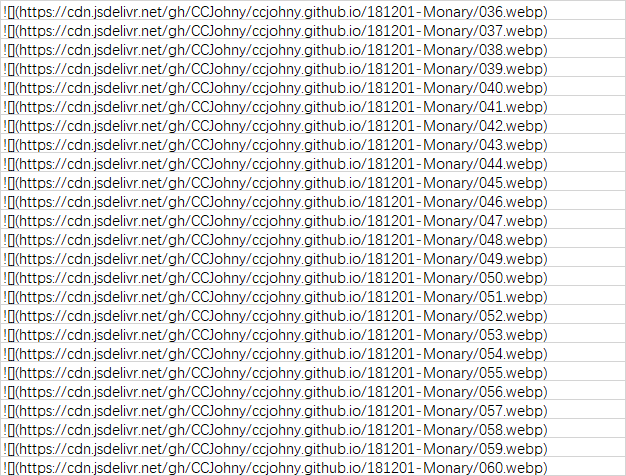 ![](https://cdn.jsdelivr.net/gh/CCJohny/ccjohny.github.io/181201-Monary/036.webp)
![](https://cdn.jsdelivr.net/gh/CCJohny/ccjohny.github.io/181201-Monary/037.webp)
![](https://cdn.jsdelivr.net/gh/CCJohny/ccjohny.github.io/181201-Monary/038.webp)
![](https://cdn.jsdelivr.net/gh/CCJohny/ccjohny.github.io/181201-Monary/039.webp)
![](https://cdn.jsdelivr.net/gh/CCJohny/ccjohny.github.io/181201-Monary/040.webp)
![](https://cdn.jsdelivr.net/gh/CCJohny/ccjohny.github.io/181201-Monary/041.webp)
![](https://cdn.jsdelivr.net/gh/CCJohny/ccjohny.github.io/181201-Monary/042.webp)
![](https://cdn.jsdelivr.net/gh/CCJohny/ccjohny.github.io/181201-Monary/043.webp)
![](https://cdn.jsdelivr.net/gh/CCJohny/ccjohny.github.io/181201-Monary/044.webp)
![](https://cdn.jsdelivr.net/gh/CCJohny/ccjohny.github.io/181201-Monary/045.webp)
![](https://cdn.jsdelivr.net/gh/CCJohny/ccjohny.github.io/181201-Monary/046.webp)
![](https://cdn.jsdelivr.net/gh/CCJohny/ccjohny.github.io/181201-Monary/047.webp)
![](https://cdn.jsdelivr.net/gh/CCJohny/ccjohny.github.io/181201-Monary/048.webp)
![](https://cdn.jsdelivr.net/gh/CCJohny/ccjohny.github.io/181201-Monary/049.webp)
![](https://cdn.jsdelivr.net/gh/CCJohny/ccjohny.github.io/181201-Monary/050.webp)
![](https://cdn.jsdelivr.net/gh/CCJohny/ccjohny.github.io/181201-Monary/051.webp)
![](https://cdn.jsdelivr.net/gh/CCJohny/ccjohny.github.io/181201-Monary/052.webp)
![](https://cdn.jsdelivr.net/gh/CCJohny/ccjohny.github.io/181201-Monary/053.webp)
![](https://cdn.jsdelivr.net/gh/CCJohny/ccjohny.github.io/181201-Monary/054.webp)
![](https://cdn.jsdelivr.net/gh/CCJohny/ccjohny.github.io/181201-Monary/055.webp)
![](https://cdn.jsdelivr.net/gh/CCJohny/ccjohny.github.io/181201-Monary/056.webp)
![](https://cdn.jsdelivr.net/gh/CCJohny/ccjohny.github.io/181201-Monary/057.webp)
![](https://cdn.jsdelivr.net/gh/CCJohny/ccjohny.github.io/181201-Monary/058.webp)
![](https://cdn.jsdelivr.net/gh/CCJohny/ccjohny.github.io/181201-Monary/059.webp)
![](https://cdn.jsdelivr.net/gh/CCJohny/ccjohny.github.io/181201-Monary/060.webp)